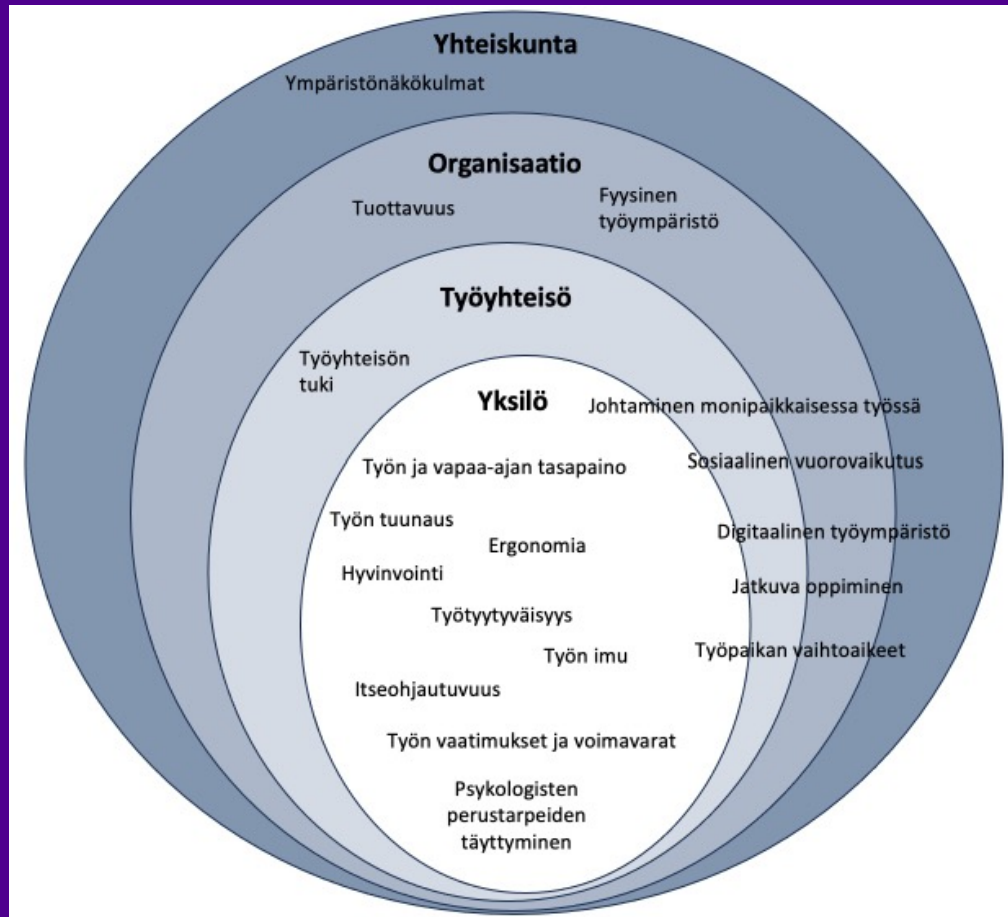 Yhteiskunta
Ympäristönäkökulmat
Organisaatio
Tuottavuus
Fyysinen
työympäristö
Työyhteisö
Työyhteisön
tuki
Yksilö
Johtaminen monipaikkaisessa työssä
Työn ja vapaa-ajan tasapaino
Sosiaalinen vuorovaikutus
Työn tuunaus
Digitaalinen työympäristö
Ergonomia
Hyvinvointi
Jatkuva oppiminen
Työtyytyväisyys
Työn imu
Työpaikan vaihtoaikeet
Itseohjautuvuus
Työn vaatimukset ja voimavarat
Psykologisten
perustarpeiden
täyttyminen